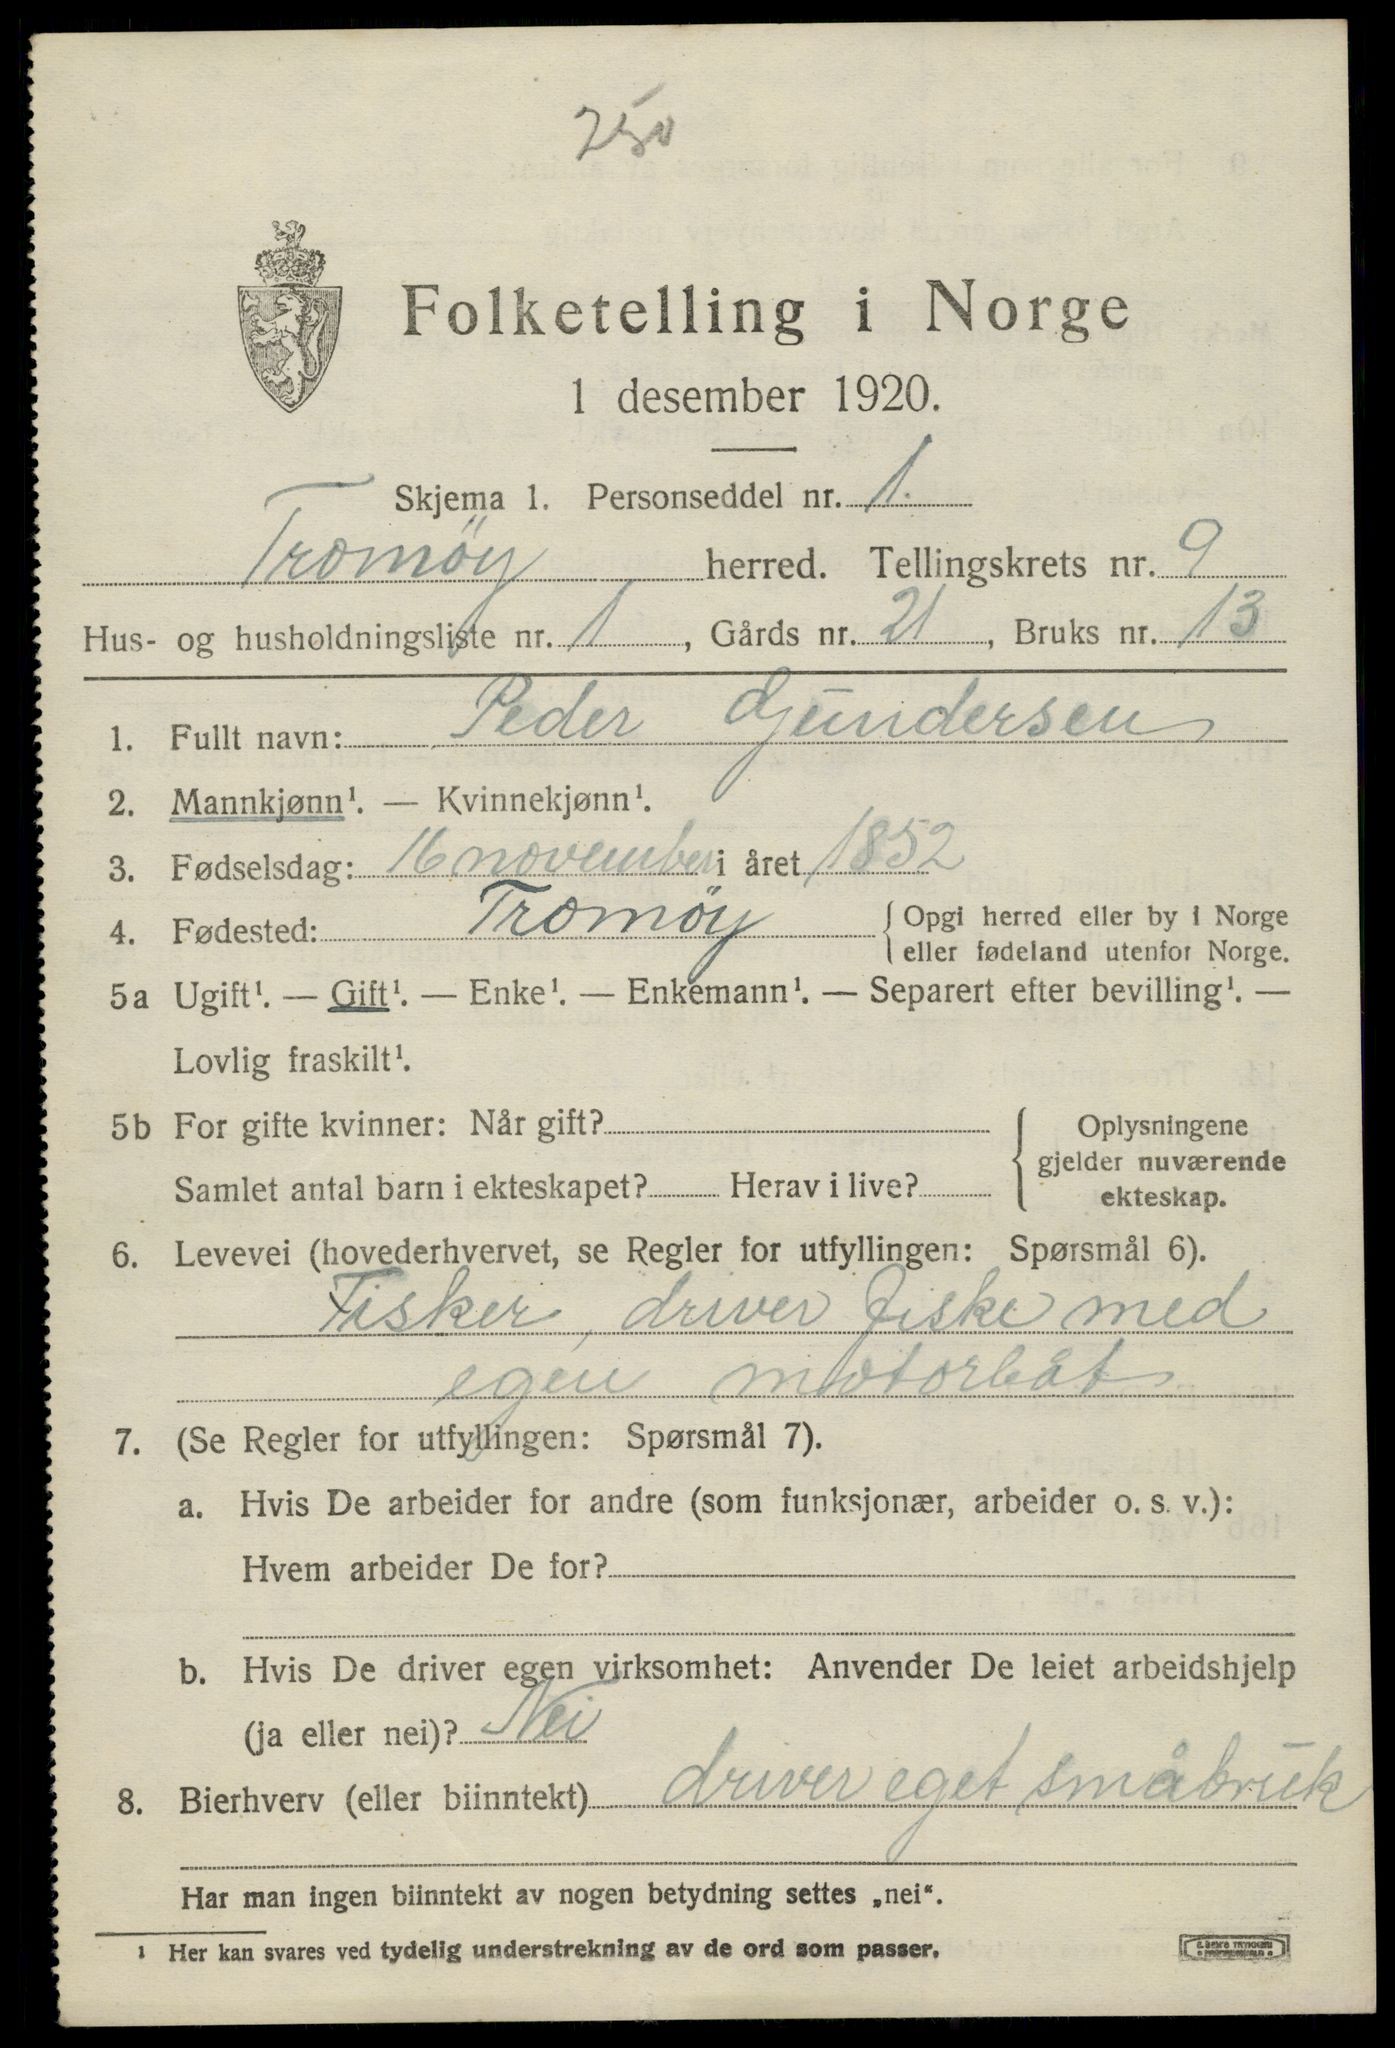 250
Folketelling i Norge
1 desember 1920.
Skjema 1. Personseddel nr. 1.
Tromøy herred. Tellingskrets nr. 9
Hus- og husholdningsliste nr. 1, Gårds nr. 21, Bruks nr. 13
1. Fullt navn: Peder Gundersen
2. Mannkjønn¹. — Kvinnekjønn¹.
3. Fødselsdag: 16 november i året 1852
4. Fødested: Tromøy { Opgi herred eller by i Norge
eller fødeland utenfor Norge.
5a Ugift¹. — Gift¹. — Enke¹. — Enkemann¹. — Separert efter bevilling¹. —
Lovlig fraskilt¹.
5b For gifte kvinner: Når gift?
Samlet antal barn i ekteskapet? Herav i live?
Oplysningene
gjelder nuværende
ekteskap.
6. Levevei (hovederhvervet, se Regler for utfyllingen: Spørsmål 6).
Fisker, driver fiske med
egen motorbåt
7. (Se Regler for utfyllingen: Spørsmål 7).
a. Hvis De arbeider for andre (som funksjonær, arbeider o. s. v.):
Hvem arbeider De for?
b. Hvis De driver egen virksomhet: Anvender De leiet arbeidshjelp
(ja eller nei)? Nei
8. Bierhverv (eller biinntekt) driver eget småbruk
Har man ingen biinntekt av nogen betydning settes „nei“.
¹ Her kan svares ved tydelig understrekning av de ord som passer.